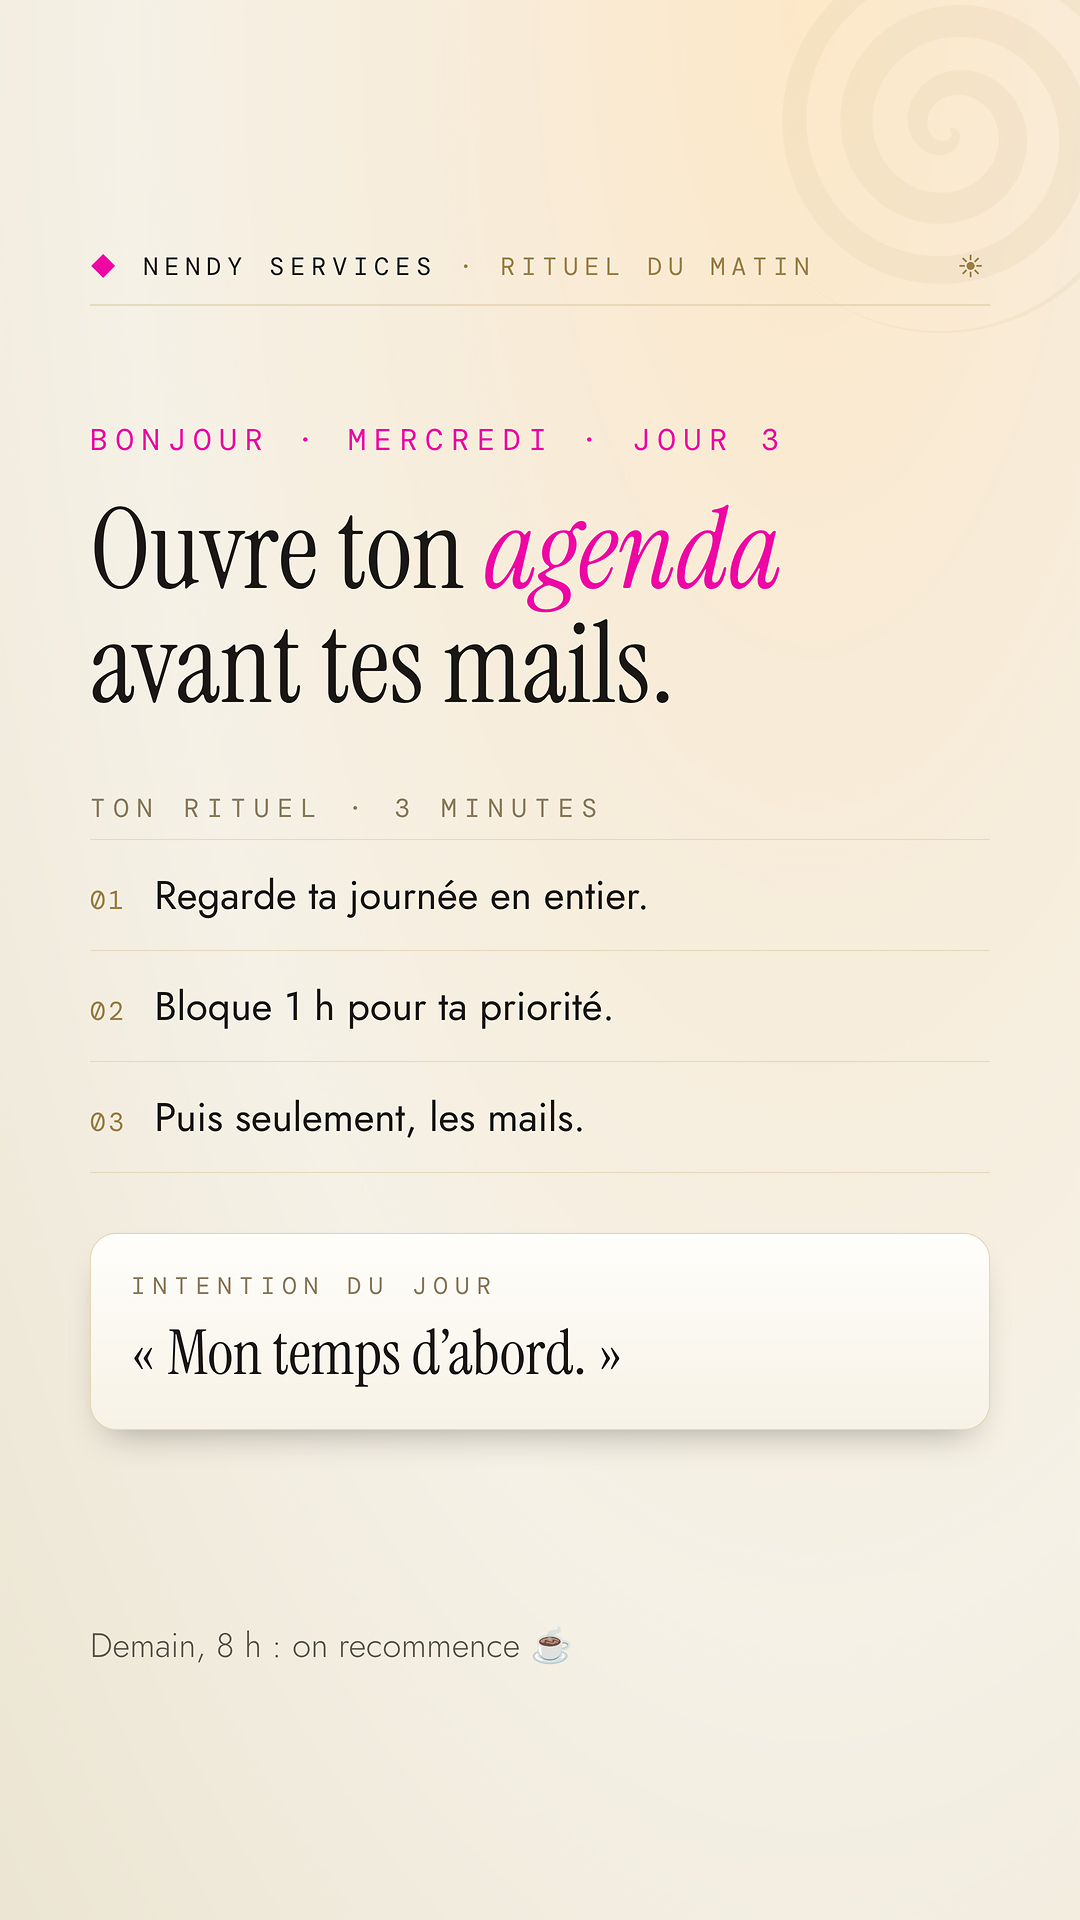 ◆ NENDY SERVICES · RITUEL DU MATIN ☀
BONJOUR · MERCREDI · JOUR 3
Ouvre ton agenda
avant tes mails.
TON RITUEL · 3 MINUTES
01 Regarde ta journée en entier.
02 Bloque 1 h pour ta priorité.
03 Puis seulement, les mails.
INTENTION DU JOUR
« Mon temps d’abord. »
Demain, 8 h : on recommence ☕